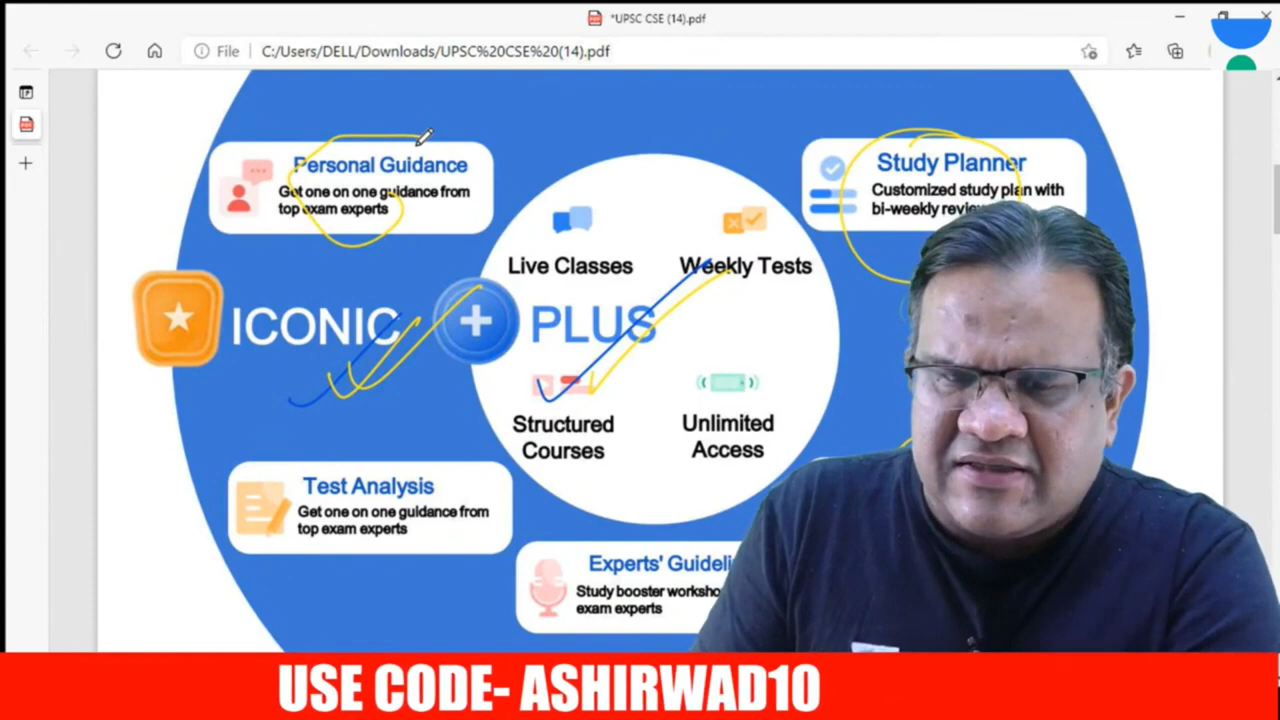 *UPSC CSE (14).pdf
File
C:/Users/DELL/Downloads/UPSC%20CSE%20(14).pdf
Personal Guidance
Get one on one guidance from
top exam experts
Study Planner
Customized study plan with
bi-weekly
Live Classes
Weekly Tests
ICONIC
PLUS
Structured
Courses
Unlimited
Access
Test Analysis
Get one on one guidance from
top exam experts
Experts'
Study booster
exam experts
USE CODE- ASHIRWAD10